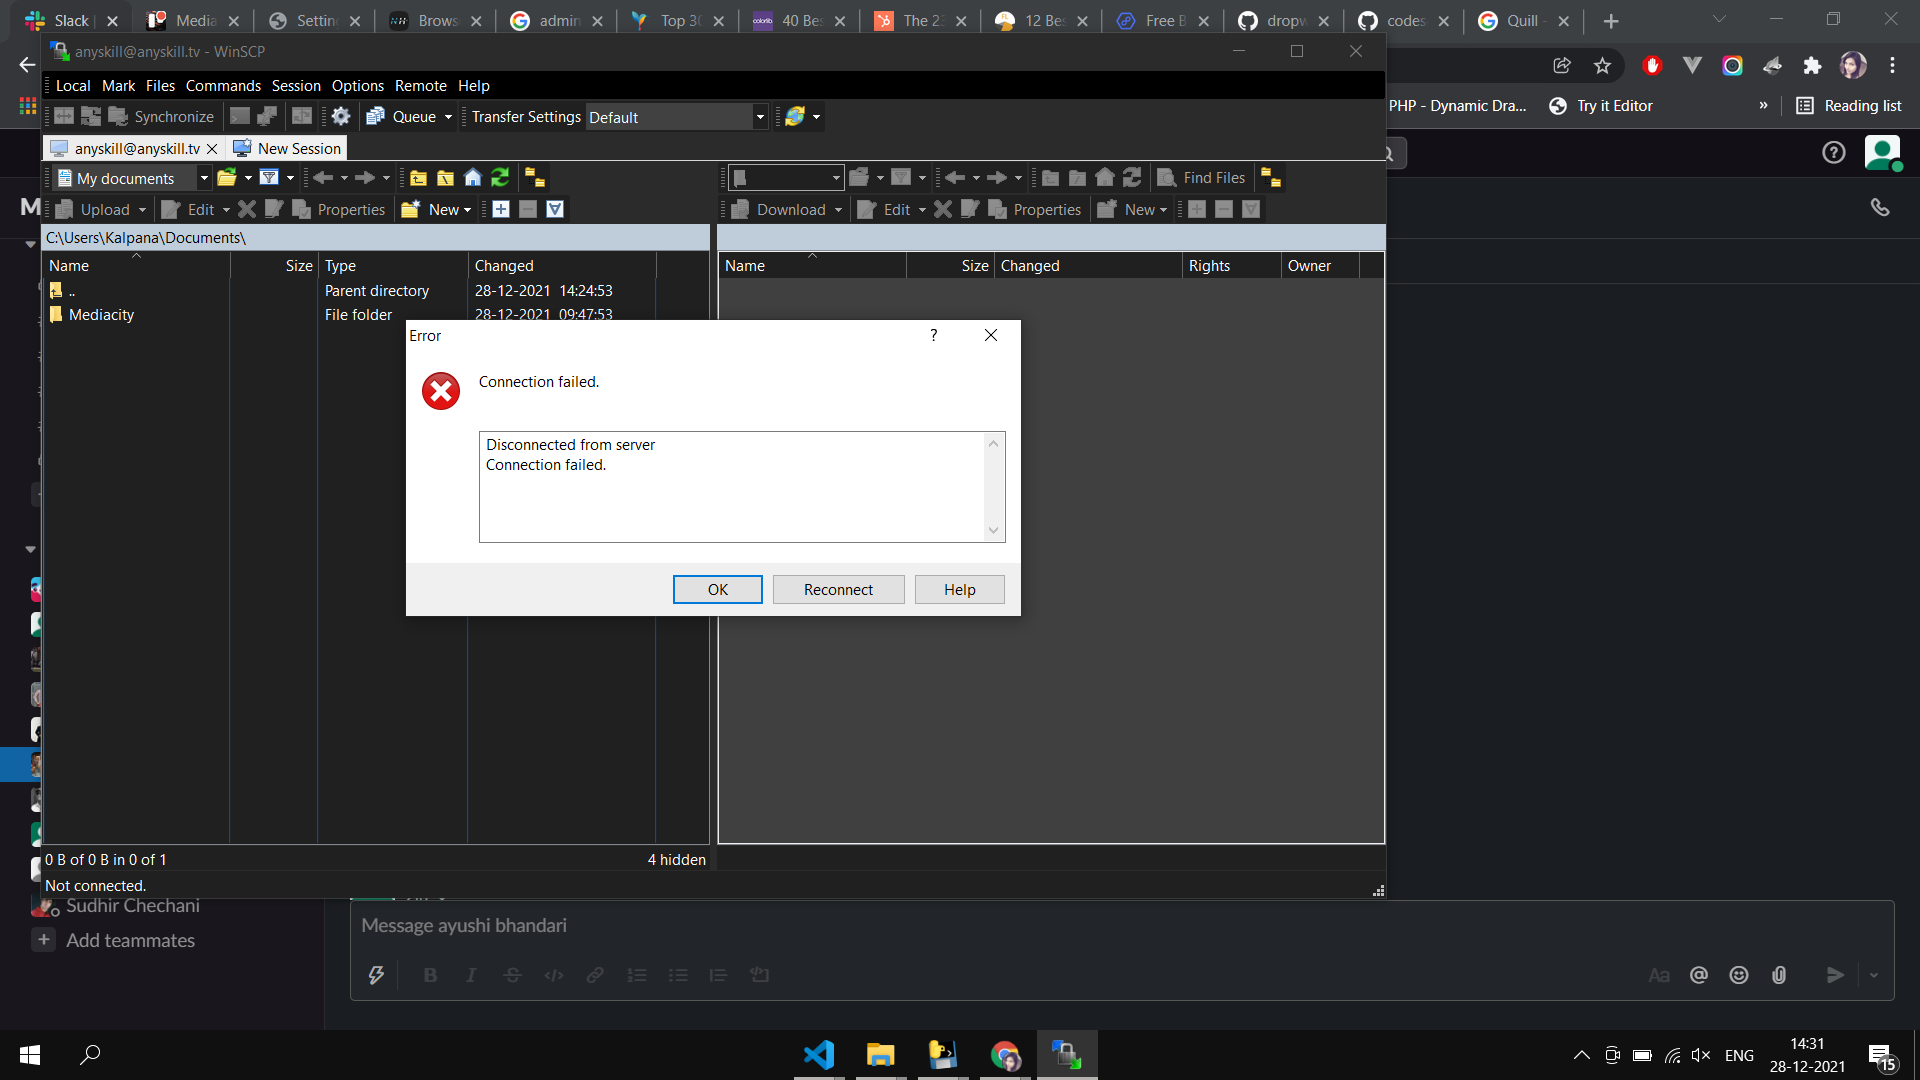 Slack
Media
Settin
Brows
admin
Top 30
40 Bes
The 23
12 Bes
Free B
dropw
codes
Quill -
anyskill@anyskill.tv - WinSCP
Local Mark Files Commands Session Options Remote Help
PHP - Dynamic Dra...
Try it Editor
»
Reading list
Synchronize
Queue
Transfer Settings Default
anyskill@anyskill.tv
New Session
My documents
Find Files
Upload
Edit
Properties
New
Download
Edit
Properties
New
C:\Users\Kalpana\Documents\
Name Size Type Changed
Name Size Changed Rights Owner
.. Parent directory 28-12-2021 14:24:53
Mediacity File folder 28-12-2021 09:47:53
Error
?
Connection failed.
Disconnected from server
Connection failed.
OK
Reconnect
Help
0 B of 0 B in 0 of 1
4 hidden
Not connected.
Sudhir Chechani
Add teammates
Message ayushi bhandari
B I S
Aa @
ENG
14:31
28-12-2021
15